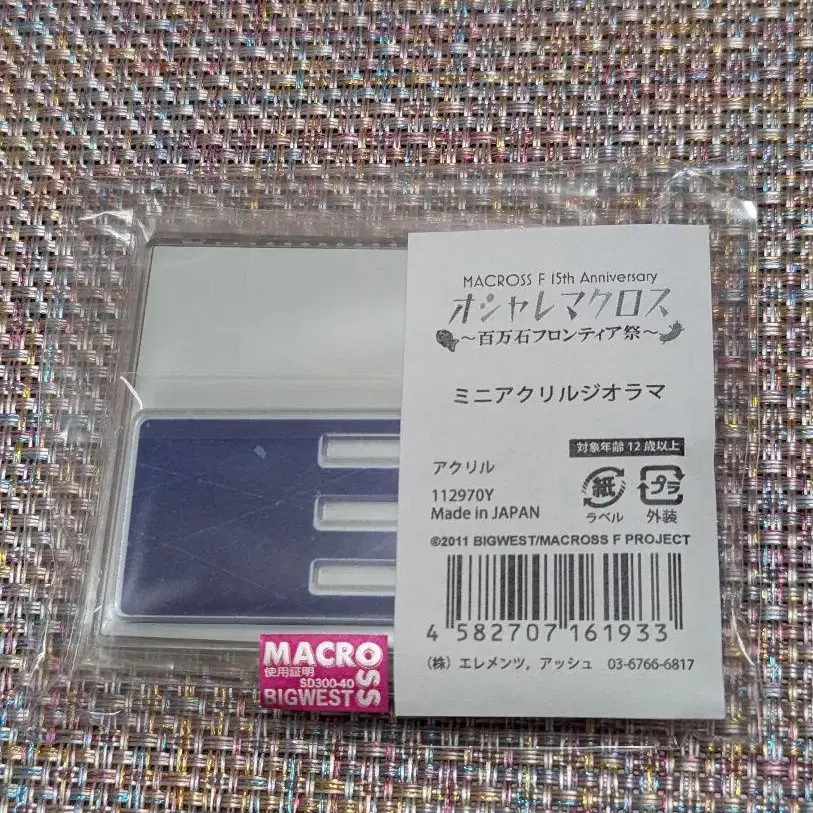 MACROSS F 15th Anniversary
オシャレマクロス
～百万石フロンティア祭～
ミニアクリルジオラマ
対象年齢12歳以上
アクリル
112970Y
Made in JAPAN
紙
ラベル
プラ
外装
©2011 BIGWEST/MACROSS F PROJECT
4 582707 161933
(株) エレメンツ, アッシュ 03-6766-6817
MACROSS
使用証明
SD300-40
BIGWEST